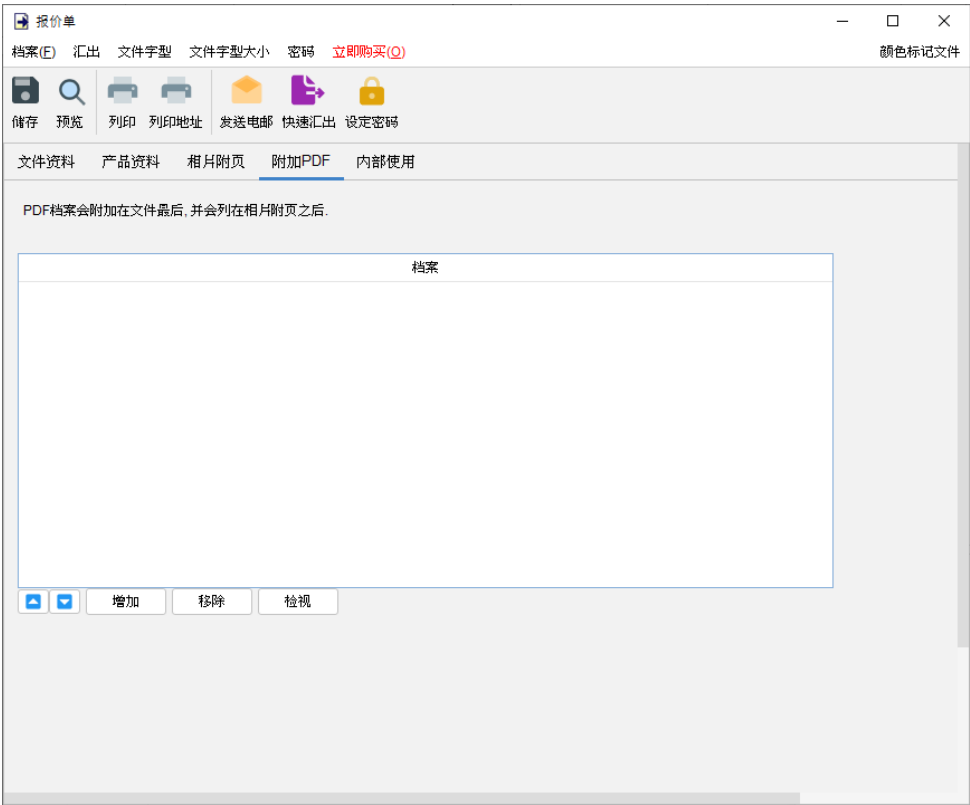 报价单
档案(F) 汇出 文件字型 文件字型大小 密码 立即购买(O) 颜色标记文件
储存 预览 列印 列印地址 发送电邮 快速汇出 设定密码
文件资料 产品资料 相片附页 附加PDF 内部使用
PDF档案会附加在文件最后, 并会列在相片附页之后.
档案
增加 移除 检视